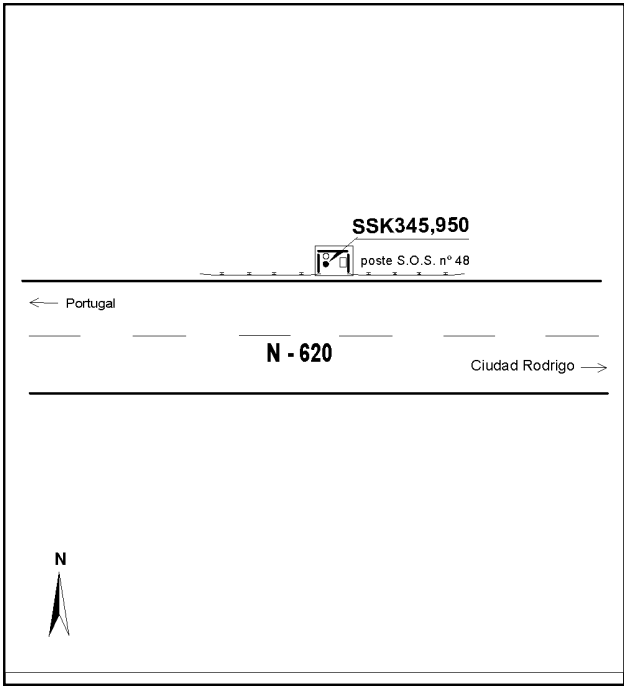 SSK345,950
poste S.O.S. nº 48
Portugal
N - 620
Ciudad Rodrigo
N